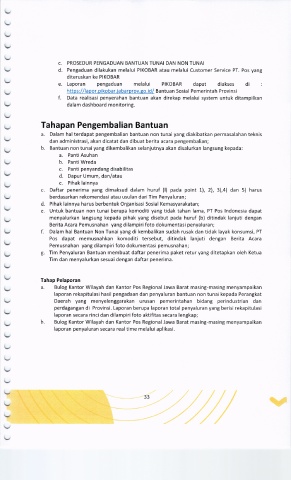 c. PROSEDUR PENGADUAN BANTUAN TUNAI DAN NON TUNAI
d. Pengaduan dilakukan melalui PIKOBAR atau melalui Customer Service PT. Pos yang
diteruskan ke PIKOBAR
e. Laporan pengaduan melalui PIKOBAR dapat diakses di :
https://lapor.pikobar.jabarprov.go.id/ Bantuan Sosial Pemerintah Provinsi
f. Data realisasi penyerahan bantuan akan direkap melalui system untuk ditampilkan
dalam dashboard monitoring.
Tahapan Pengembalian Bantuan
a. Dalam hal terdapat pengembalian bantuan non tunai yang diakibatkan permasalahan teknis
dan administrasi, akan dicatat dan dibuat berita acara pengembalian;
b. Bantuan non tunai yang dikembalikan selanjutnya akan disalurkan langsung kepada:
a. Panti Asuhan
b. Panti Wreda
c. Panti penyandang disabilitas
d. Dapur Umum, dan/atau
e. Pihak lainnya
c. Daftar penerima yang dimaksud dalam huruf (f) pada point 1), 2), 3),4) dan 5) harus
berdasarkan rekomendasi atau usulan dari Tim Penyaluran;
d. Pihak lainnya harus berbentuk Organisasi Sosial Kemasyarakatan;
e. Untuk bantuan non tunai berupa komoditi yang tidak tahan lama, PT Pos Indonesia dapat
menyalurkan langsung kepada pihak yang disebut pada huruf (b) ditindak lanjuti dengan
Berita Acara Pemusnahan yang dilampiri foto dokumentasi penyaluran;
f. Dalam hal Bantuan Non Tunai yang di kembalikan sudah rusak dan tidak layak konsumsi, PT
Pos dapat memusnahkan komoditi tersebut, ditindak lanjuti dengan Berita Acara
Pemusnahan yang dilampiri foto dokumentasi pemusnahan;
g. Tim Penyaluran Bantuan membuat daftar penerima paket retur yang ditetapkan oleh Ketua
Tim dan menyalurkan sesuai dengan daftar penerima.
Tahap Pelaporan
a. Bulog Kantor Wilayah dan Kantor Pos Regional Jawa Barat masing-masing menyampaikan
laporan rekapitulasi hasil pengadaan dan penyaluran bantuan non tunai kepada Perangkat
Daerah yang menyelenggarakan urusan pemerintahan bidang perindustrian dan
perdagangan di Provinsi. Laporan berupa laporan total penyaluran yang berisi rekapitulasi
laporan secara rinci dan dilampiri foto aktifitas secara lengkap;
b. Bulog Kantor Wilayah dan Kantor Pos Regional Jawa Barat masing-masing menyampaikan
laporan penyaluran secara real time melalui aplikasi.
33